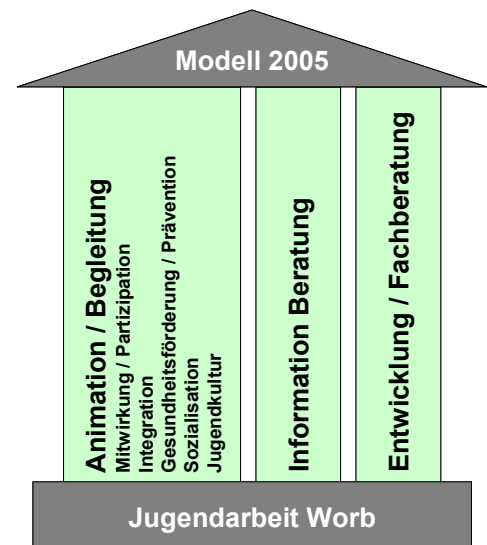 Modell 2005
Animation / Begleitung
Mitwirkung / Partizipation
Integration
Gesundheitsförderung / Prävention
Sozialisation
Jugendkultur
Information Beratung
Entwicklung / Fachberatung
Jugendarbeit Worb